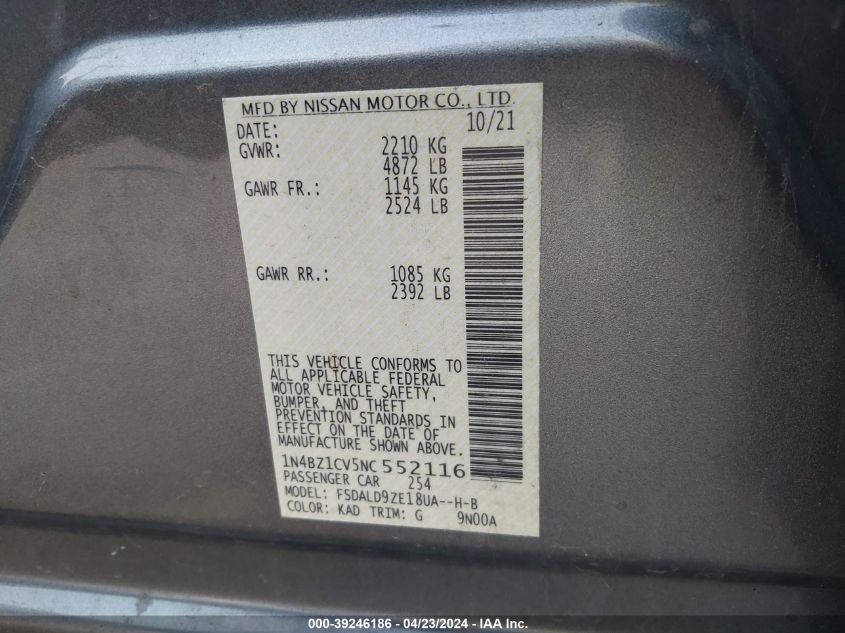 MFD BY NISSAN MOTOR CO., LTD.
DATE: 10/21
GVWR: 2210 KG
4872 LB
GAWR FR.: 1145 KG
2524 LB
GAWR RR.: 1085 KG
2392 LB
THIS VEHICLE CONFORMS TO
ALL APPLICABLE FEDERAL
MOTOR VEHICLE SAFETY,
BUMPER, AND THEFT
PREVENTION STANDARDS IN
EFFECT ON THE DATE OF
MANUFACTURE SHOWN ABOVE.
1N4BZ1CV5NC552116
PASSENGER CAR 254
MODEL: FSDALD9ZE18UA--H-B
COLOR: KAD TRIM: G 9N00A
000-39246186 - 04/23/2024 - IAA Inc.